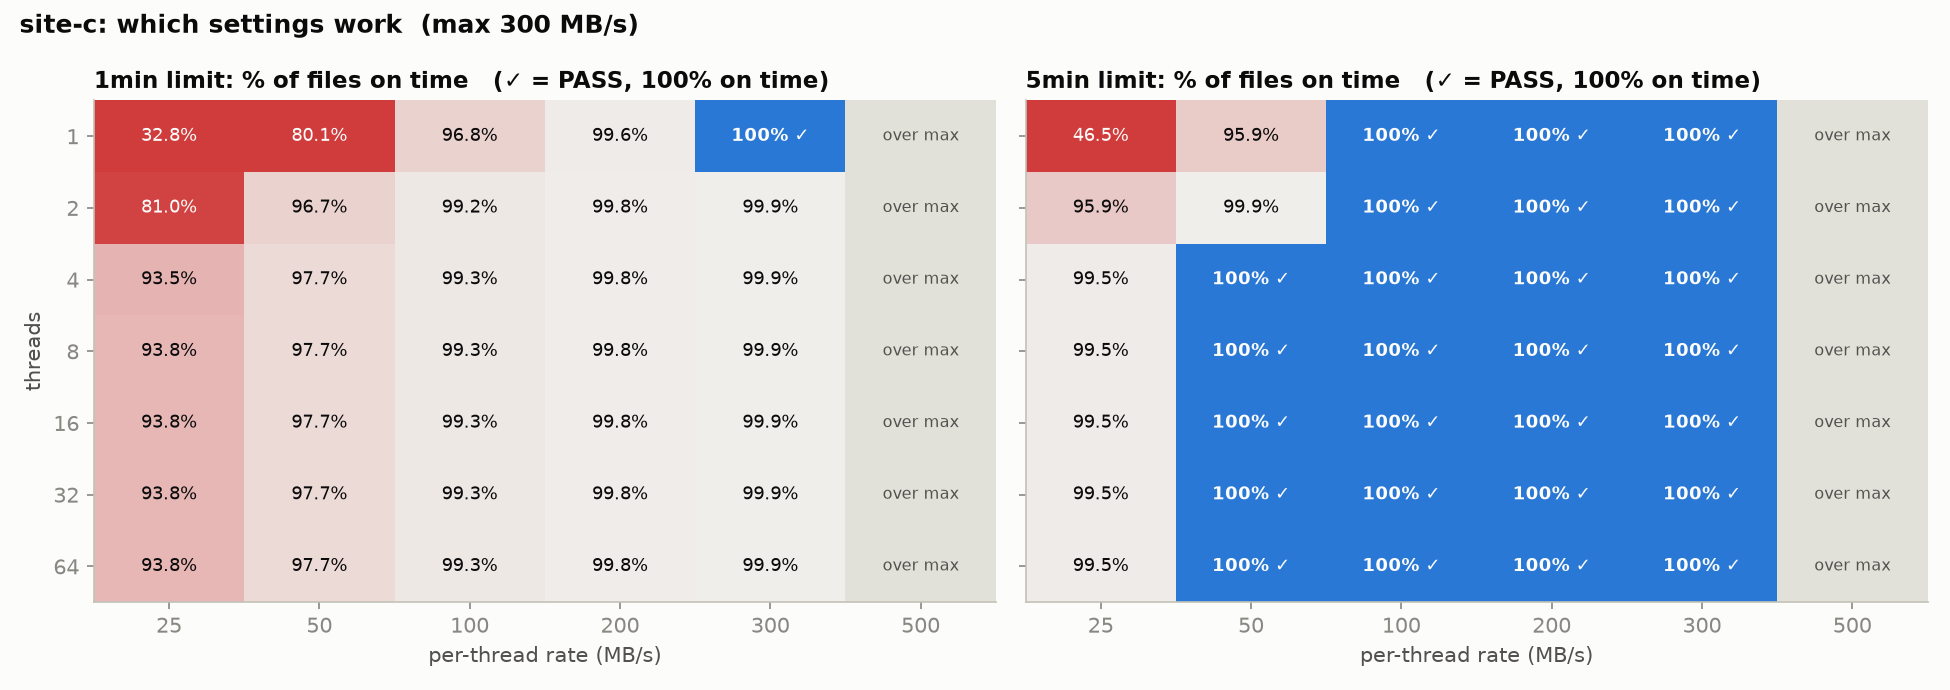 site-c: which settings work  (max 300 MB/s)
1min limit: % of files on time   (✓ = PASS, 100% on time)
5min limit: % of files on time   (✓ = PASS, 100% on time)
threads
1 32.8% 80.1% 96.8% 99.6% 100% ✓ over max 46.5% 95.9% 100% ✓ 100% ✓ 100% ✓ over max
2 81.0% 96.7% 99.2% 99.8% 99.9% over max 95.9% 99.9% 100% ✓ 100% ✓ 100% ✓ over max
4 93.5% 97.7% 99.3% 99.8% 99.9% over max 99.5% 100% ✓ 100% ✓ 100% ✓ 100% ✓ over max
8 93.8% 97.7% 99.3% 99.8% 99.9% over max 99.5% 100% ✓ 100% ✓ 100% ✓ 100% ✓ over max
16 93.8% 97.7% 99.3% 99.8% 99.9% over max 99.5% 100% ✓ 100% ✓ 100% ✓ 100% ✓ over max
32 93.8% 97.7% 99.3% 99.8% 99.9% over max 99.5% 100% ✓ 100% ✓ 100% ✓ 100% ✓ over max
64 93.8% 97.7% 99.3% 99.8% 99.9% over max 99.5% 100% ✓ 100% ✓ 100% ✓ 100% ✓ over max
25 50 100 200 300 500 25 50 100 200 300 500
per-thread rate (MB/s) per-thread rate (MB/s)